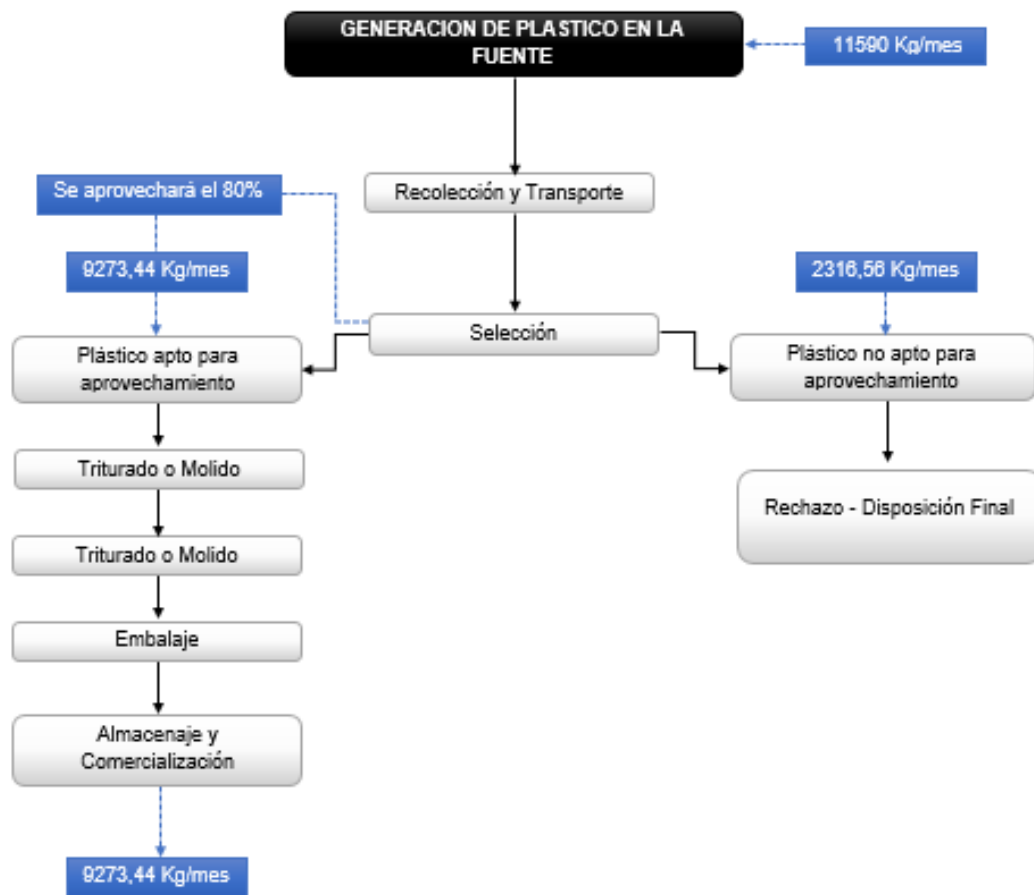 GENERACION DE PLASTICO EN LA
FUENTE
11590 Kg/mes
Se aprovechará el 80%
Recolección y Transporte
9273,44 Kg/mes
2316,56 Kg/mes
Selección
Plástico apto para
aprovechamiento
Plástico no apto para
aprovechamiento
Triturado o Molido
Rechazo - Disposición Final
Triturado o Molido
Embalaje
Almacenaje y
Comercialización
9273,44 Kg/mes